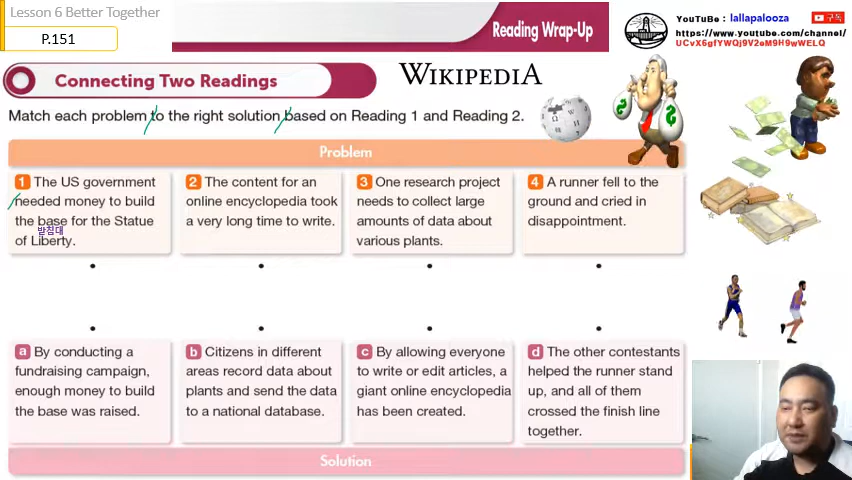 Lesson 6 Better Together
P.151
Reading Wrap-Up
YouTuBe : lallapalooza
구독
https://www.youtube.com/channel/
UCvX6gfYWQj9V2eM9H9wWELQ
Connecting Two Readings
WIKIPEDIA
Match each problem to the right solution based on Reading 1 and Reading 2.
Problem
1 The US government
needed money to build
the base for the Statue
받침대
of Liberty.
2 The content for an
online encyclopedia took
a very long time to write.
3 One research project
needs to collect large
amounts of data about
various plants.
4 A runner fell to the
ground and cried in
disappointment.
a By conducting a
fundraising campaign,
enough money to build
the base was raised.
b Citizens in different
areas record data about
plants and send the data
to a national database.
c By allowing everyone
to write or edit articles, a
giant online encyclopedia
has been created.
d The other contestants
helped the runner stand
up, and all of them
crossed the finish line
together.
Solution